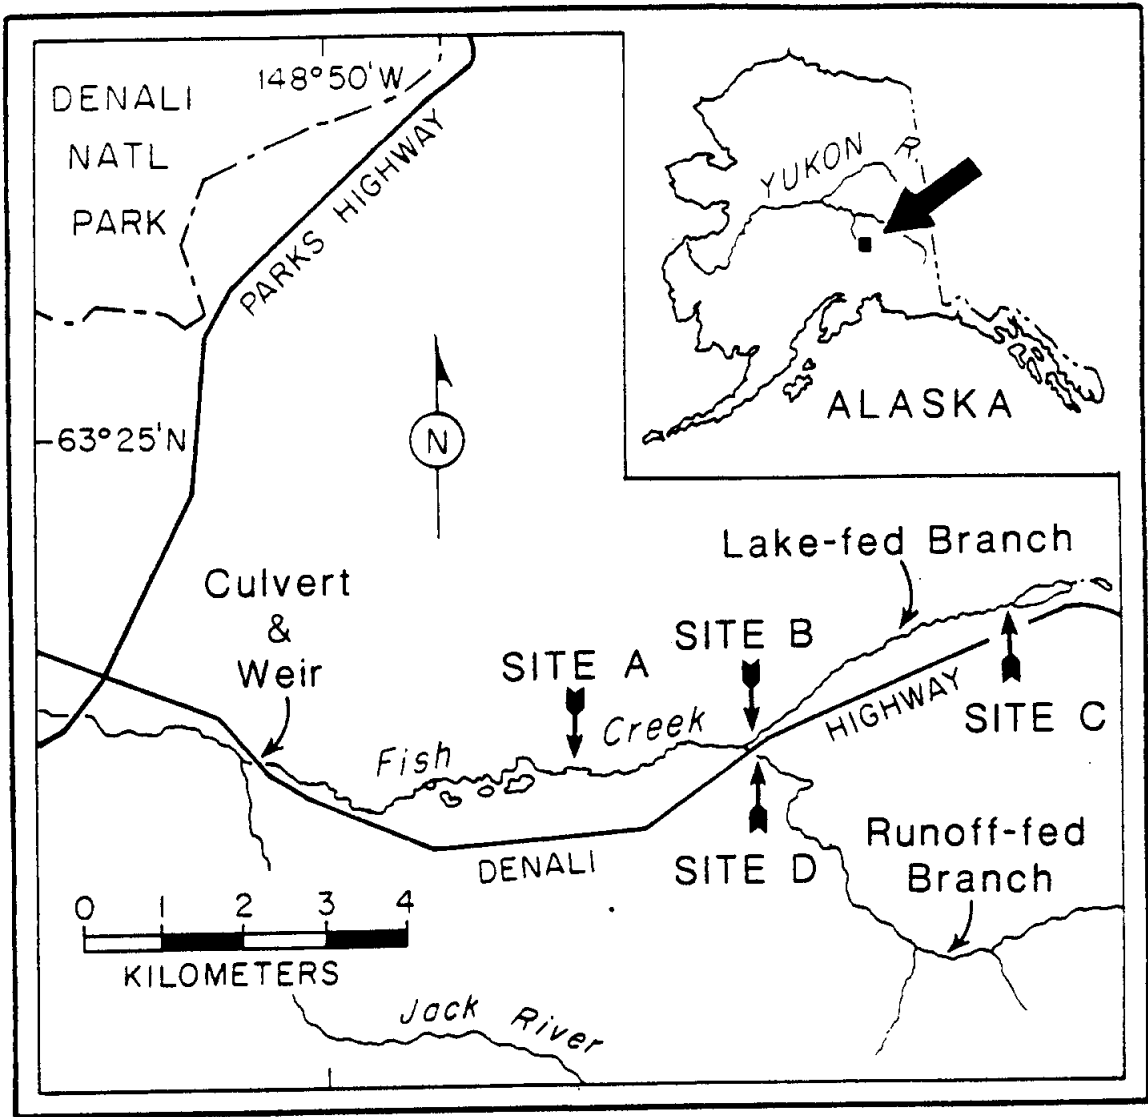 148°50'W
DENALI
NATL
PARK
PARKS HIGHWAY
YUKON R.
ALASKA
63°25'N
N
Lake-fed Branch
Culvert
&
Weir
SITE A
SITE B
SITE C
HIGHWAY
Fish Creek
DENALI
SITE D
Runoff-fed
Branch
0 1 2 3 4
KILOMETERS
Jack River